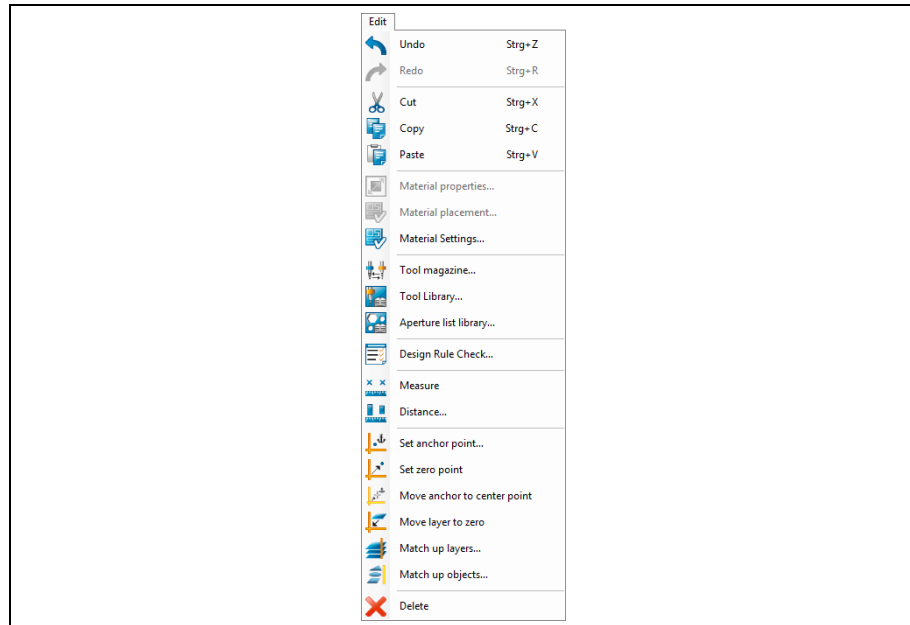 Edit
Undo Strg+Z
Redo Strg+R
Cut Strg+X
Copy Strg+C
Paste Strg+V
Material properties...
Material placement...
Material Settings...
Tool magazine...
Tool Library...
Aperture list library...
Design Rule Check...
Measure
Distance...
Set anchor point...
Set zero point
Move anchor to center point
Move layer to zero
Match up layers...
Match up objects...
Delete